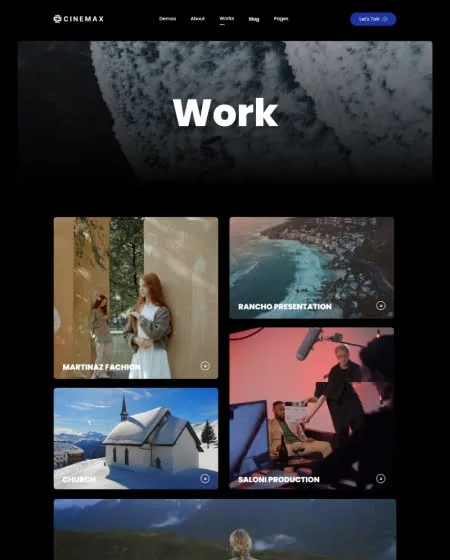 CINEMAX
Demos About Works Blog Pages
Let's Talk
Work
MARTINAZ FACHION
RANCHO PRESENTATION
CHURCH
SALONI PRODUCTION